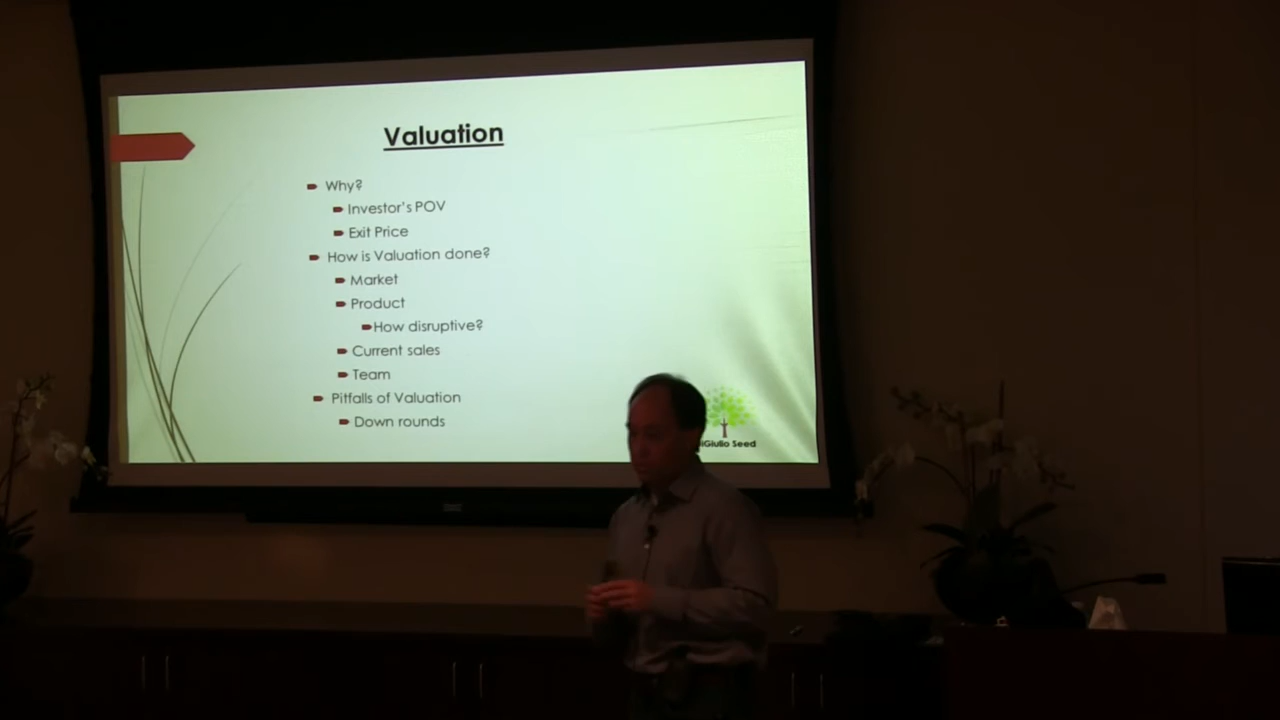 Valuation
Why?
Investor's POV
Exit Price
How is Valuation done?
Market
Product
How disruptive?
Current sales
Team
Pitfalls of Valuation
Down rounds
iGiulio Seed